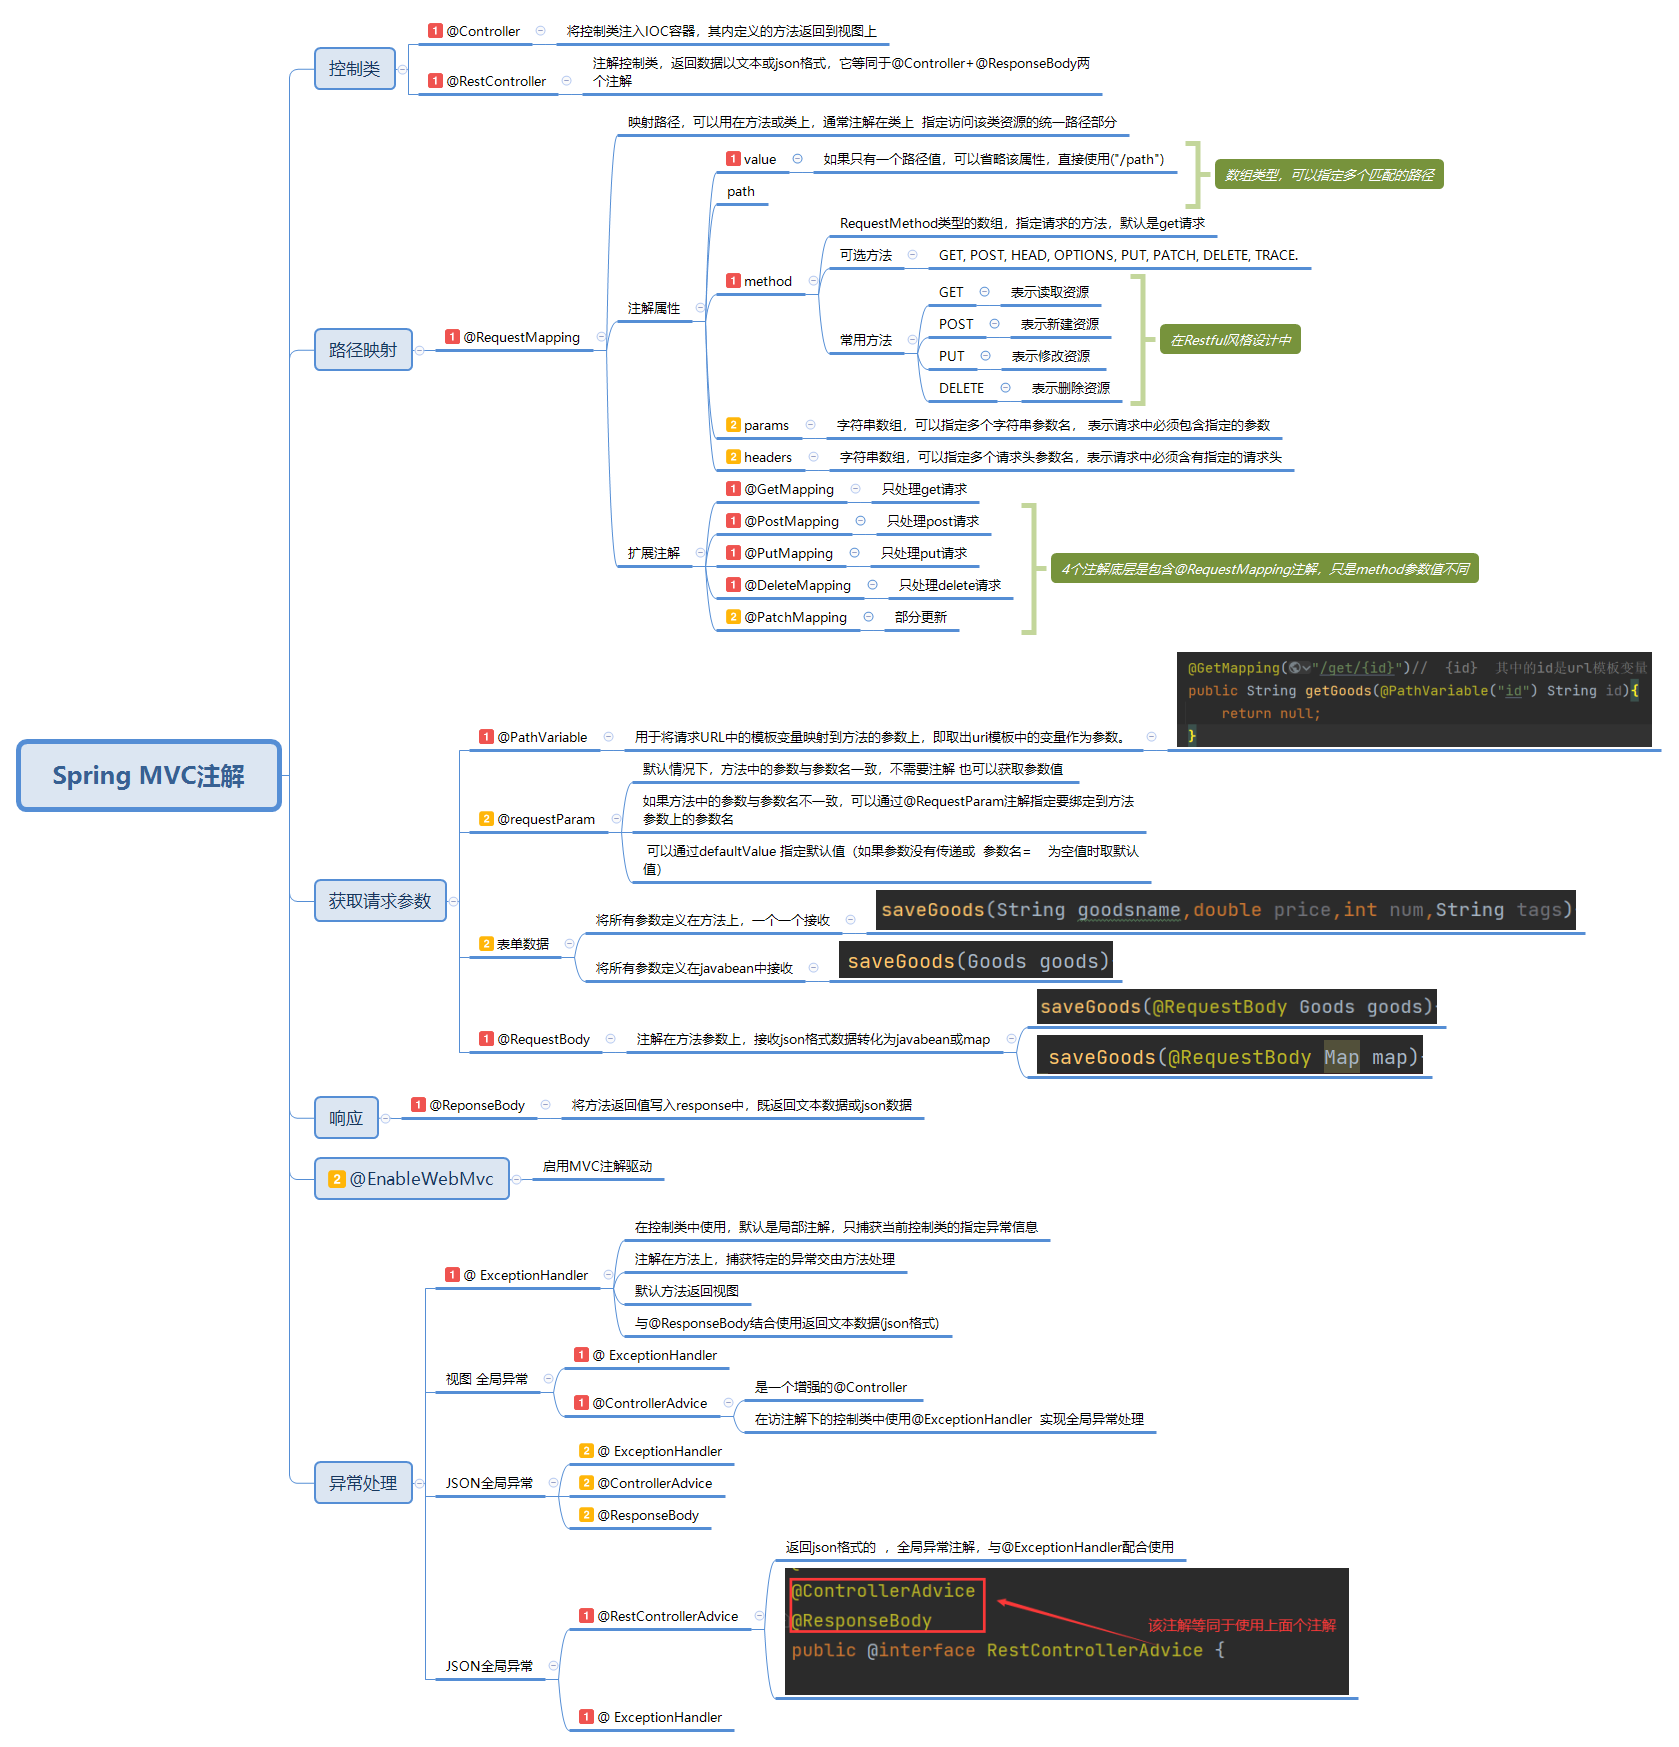 Spring MVC注解
控制类
1 @Controller
将控制类注入IOC容器，其内定义的方法返回到视图上
1 @RestController
注解控制类，返回数据以文本或json格式，它等同于@Controller+@ResponseBody两
个注解
路径映射
1 @RequestMapping
映射路径，可以用在方法或类上，通常注解在类上  指定访问该类资源的统一路径部分
注解属性
1 value
如果只有一个路径值，可以省略该属性，直接使用("/path")
path
数组类型，可以指定多个匹配的路径
1 method
RequestMethod类型的数组，指定请求的方法，默认是get请求
可选方法
GET, POST, HEAD, OPTIONS, PUT, PATCH, DELETE, TRACE.
常用方法
GET
表示读取资源
POST
表示新建资源
PUT
表示修改资源
DELETE
表示删除资源
在Restful风格设计中
2 params
字符串数组，可以指定多个字符串参数名， 表示请求中必须包含指定的参数
2 headers
字符串数组，可以指定多个请求头参数名，表示请求中必须含有指定的请求头
扩展注解
1 @GetMapping
只处理get请求
1 @PostMapping
只处理post请求
1 @PutMapping
只处理put请求
1 @DeleteMapping
只处理delete请求
2 @PatchMapping
部分更新
4个注解底层是包含@RequestMapping注解，只是method参数值不同
获取请求参数
1 @PathVariable
用于将请求URL中的模板变量映射到方法的参数上，即取出uri模板中的变量作为参数。
@GetMapping("/get/{id}")//  {id}  其中的id是url模板变量
public String getGoods(@PathVariable("id") String id){
return null;
}
2 @requestParam
默认情况下，方法中的参数与参数名一致，不需要注解 也可以获取参数值
如果方法中的参数与参数名不一致，可以通过@RequestParam注解指定要绑定到方法
参数上的参数名
可以通过defaultValue 指定默认值（如果参数没有传递或  参数名=    为空值时取默认
值）
2 表单数据
将所有参数定义在方法上，一个一个接收
saveGoods(String goodsname,double price,int num,String tags)
将所有参数定义在javabean中接收
saveGoods(Goods goods)
1 @RequestBody
注解在方法参数上，接收json格式数据转化为javabean或map
saveGoods(@RequestBody Goods goods)
saveGoods(@RequestBody Map map)
响应
1 @ReponseBody
将方法返回值写入response中，既返回文本数据或json数据
2 @EnableWebMvc
启用MVC注解驱动
异常处理
1 @ ExceptionHandler
在控制类中使用，默认是局部注解，只捕获当前控制类的指定异常信息
注解在方法上，捕获特定的异常交由方法处理
默认方法返回视图
与@ResponseBody结合使用返回文本数据(json格式)
视图 全局异常
1 @ ExceptionHandler
1 @ControllerAdvice
是一个增强的@Controller
在访注解下的控制类中使用@ExceptionHandler  实现全局异常处理
JSON全局异常
2 @ ExceptionHandler
2 @ControllerAdvice
2 @ResponseBody
JSON全局异常
1 @RestControllerAdvice
返回json格式的 ，全局异常注解，与@ExceptionHandler配合使用
@ControllerAdvice
@ResponseBody
该注解等同于使用上面个注解
public @interface RestControllerAdvice {
1 @ ExceptionHandler